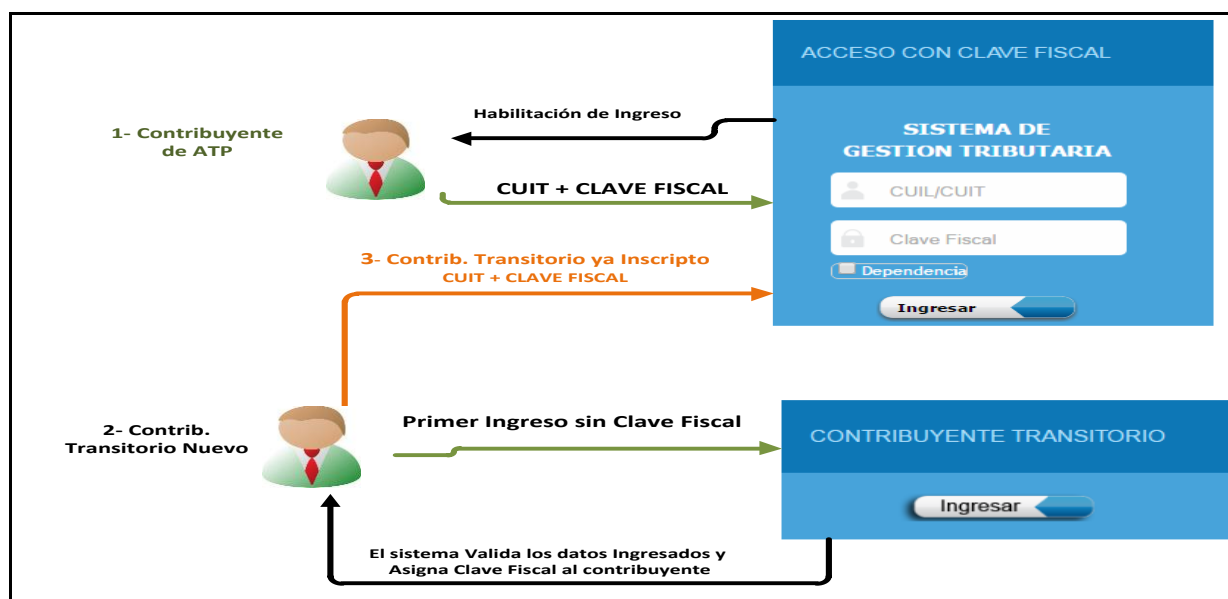 ACCESO CON CLAVE FISCAL
Habilitación de Ingreso
1- Contribuyente
de ATP
SISTEMA DE
GESTION TRIBUTARIA
CUIT + CLAVE FISCAL
CUIL/CUIT
Clave Fiscal
3- Contrib. Transitorio ya Inscripto
CUIT + CLAVE FISCAL
Dependencia
Ingresar
2- Contrib.
Transitorio Nuevo
Primer Ingreso sin Clave Fiscal
CONTRIBUYENTE TRANSITORIO
Ingresar
El sistema Valida los datos Ingresados y
Asigna Clave Fiscal al contribuyente